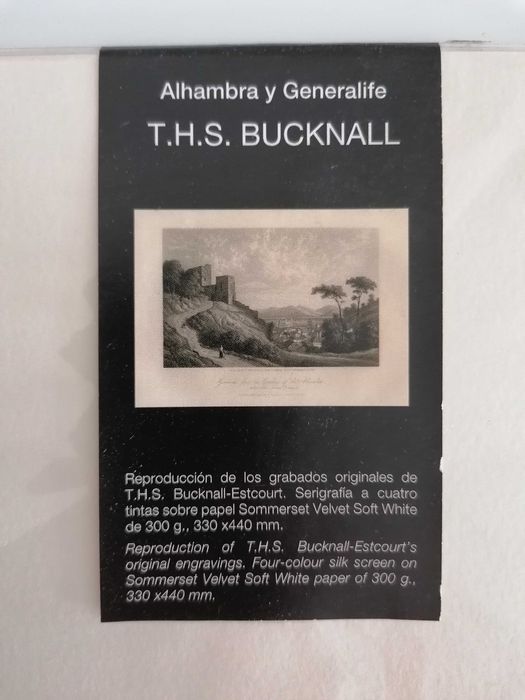 Alhambra y Generalife
T.H.S. BUCKNALL
Reproducción de los grabados originales de
T.H.S. Bucknall-Estcourt. Serigrafía a cuatro
tintas sobre papel Sommerset Velvet Soft White
de 300 g., 330 x440 mm.
Reproduction of T.H.S. Bucknall-Estcourt's
original engravings. Four-colour silk screen on
Sommerset Velvet Soft White paper of 300 g.,
330 x440 mm.